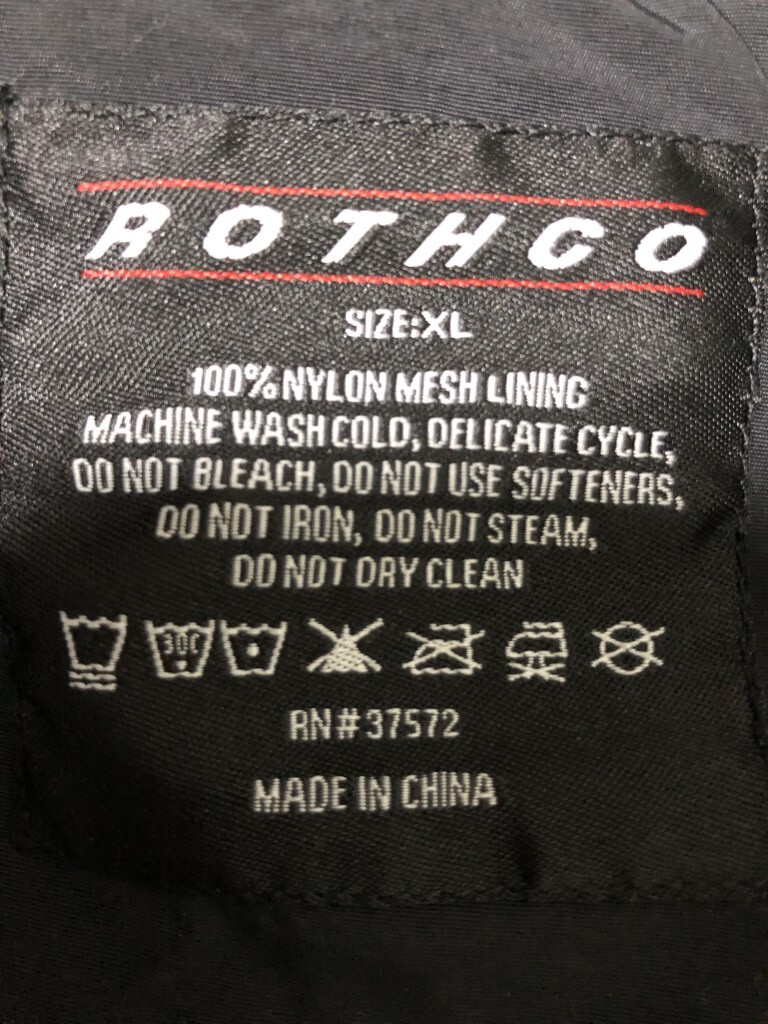 ROTHCO
SIZE:XL
100% NYLON MESH LINING
MACHINE WASH COLD, DELICATE CYCLE,
DO NOT BLEACH, DO NOT USE SOFTENERS,
DO NOT IRON, DO NOT STEAM,
DO NOT DRY CLEAN
30C
RN#37572
MADE IN CHINA